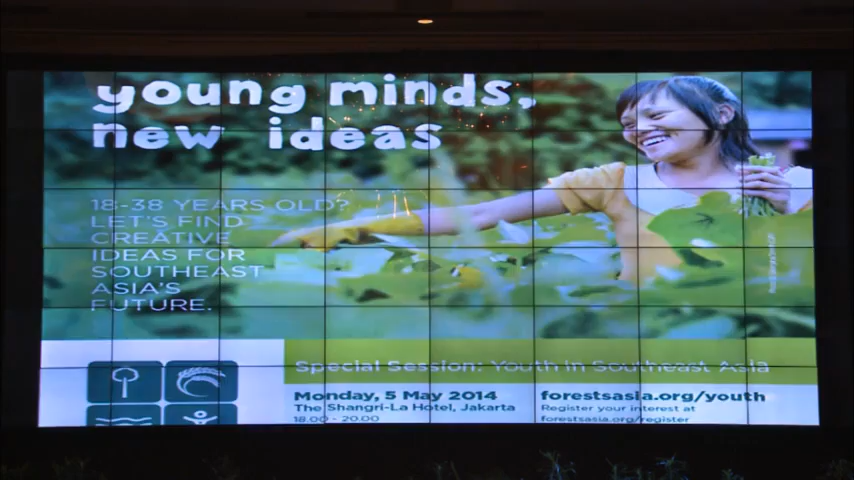 young minds,
new ideas
18-38 YEARS OLD?
LET'S FIND
CREATIVE
IDEAS FOR
SOUTHEAST
ASIA'S
FUTURE.
Special Session: Youth in Southeast Asia
Monday, 5 May 2014
The Shangri-La Hotel, Jakarta
18.00 - 20.00
forestsasia.org/youth
Register your interest at
forestsasia.org/register